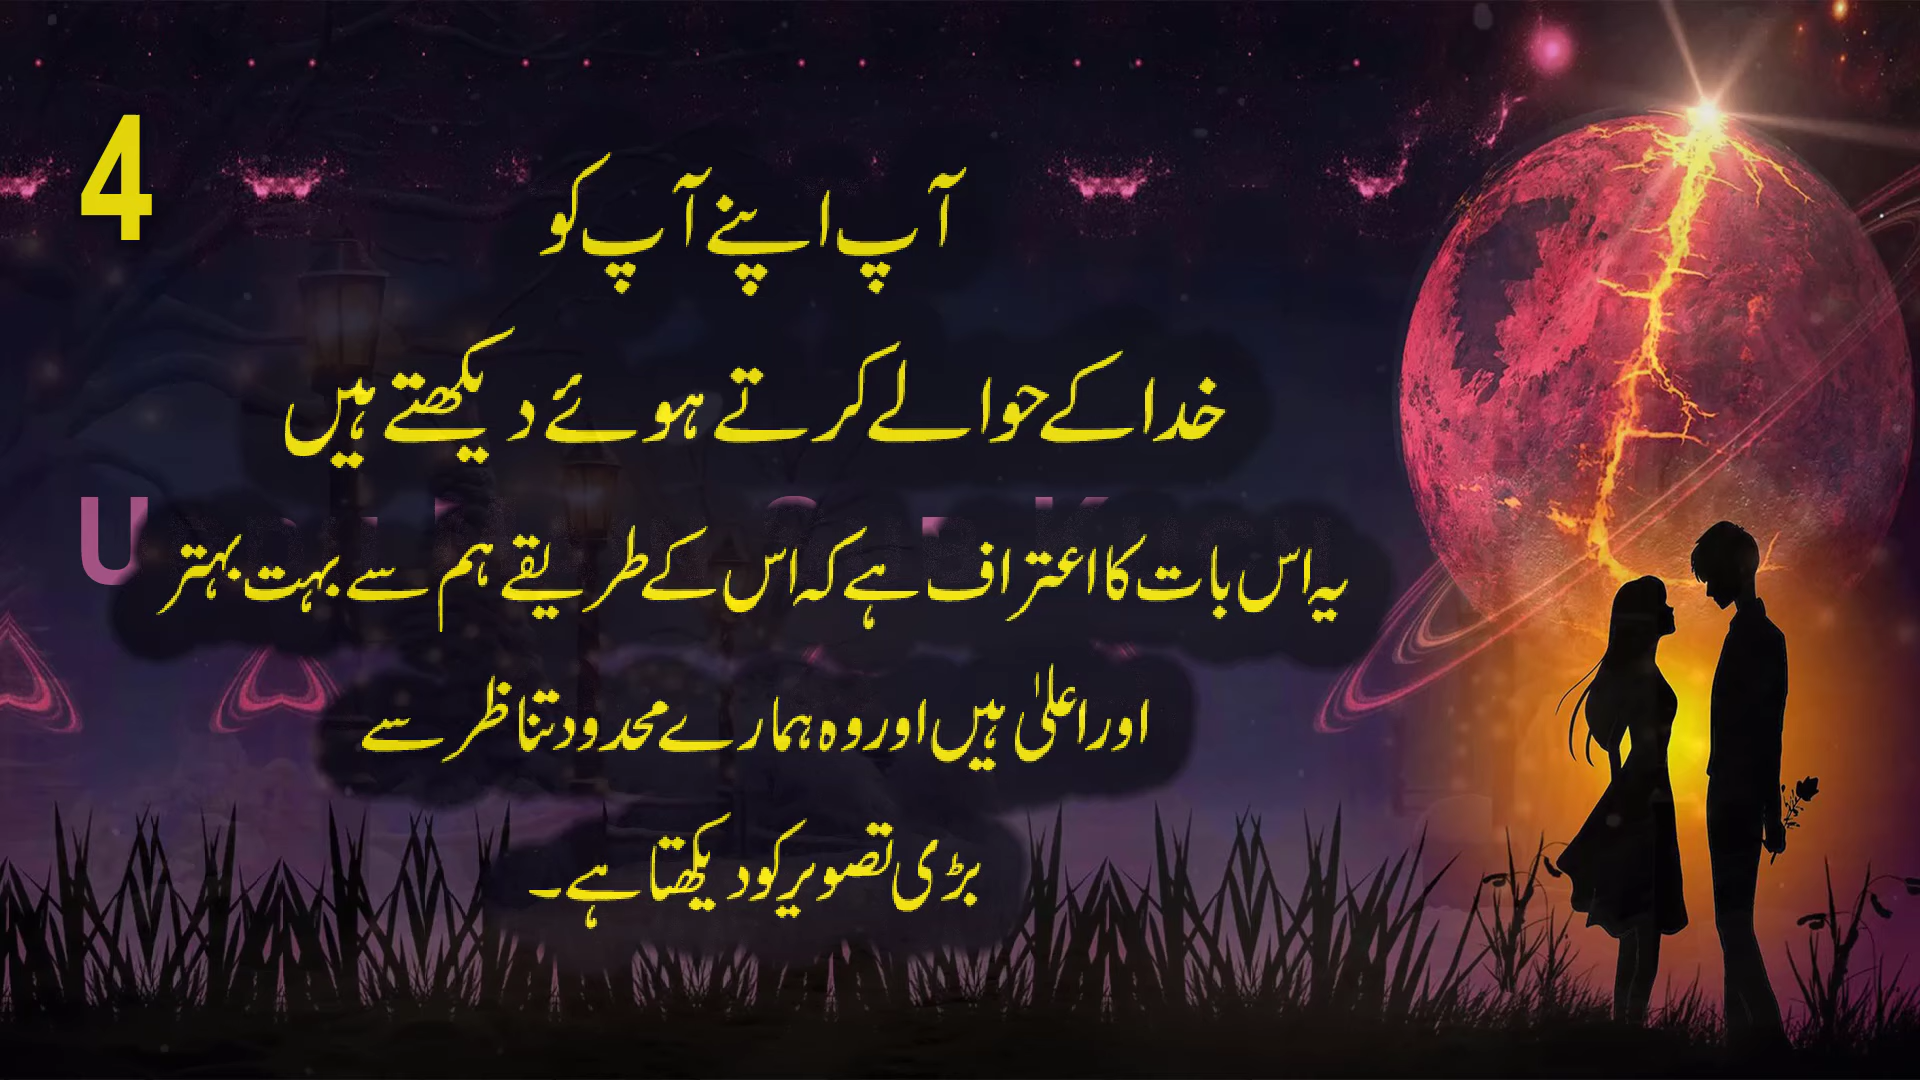 4
آپ اپنے آپ کو
خدا کے حوالے کرتے ہوئے دیکھتے ہیں
یہ اس بات کا اعتراف ہے کہ اس کے طریقے ہم سے بہت بہتر
اور اعلیٰ ہیں اور وہ ہمارے محدود تناظر سے
بڑی تصویر کو دیکھتا ہے۔